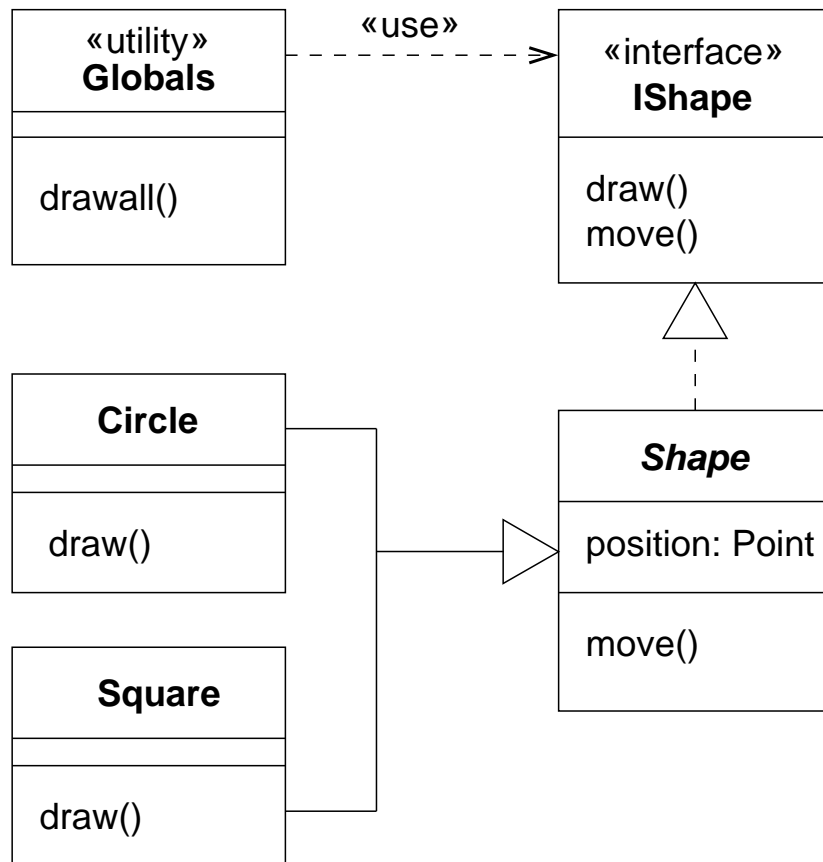 «utility»
Globals
drawall()
«use»
«interface»
IShape
draw()
move()
Circle
draw()
Shape
position: Point
move()
Square
draw()